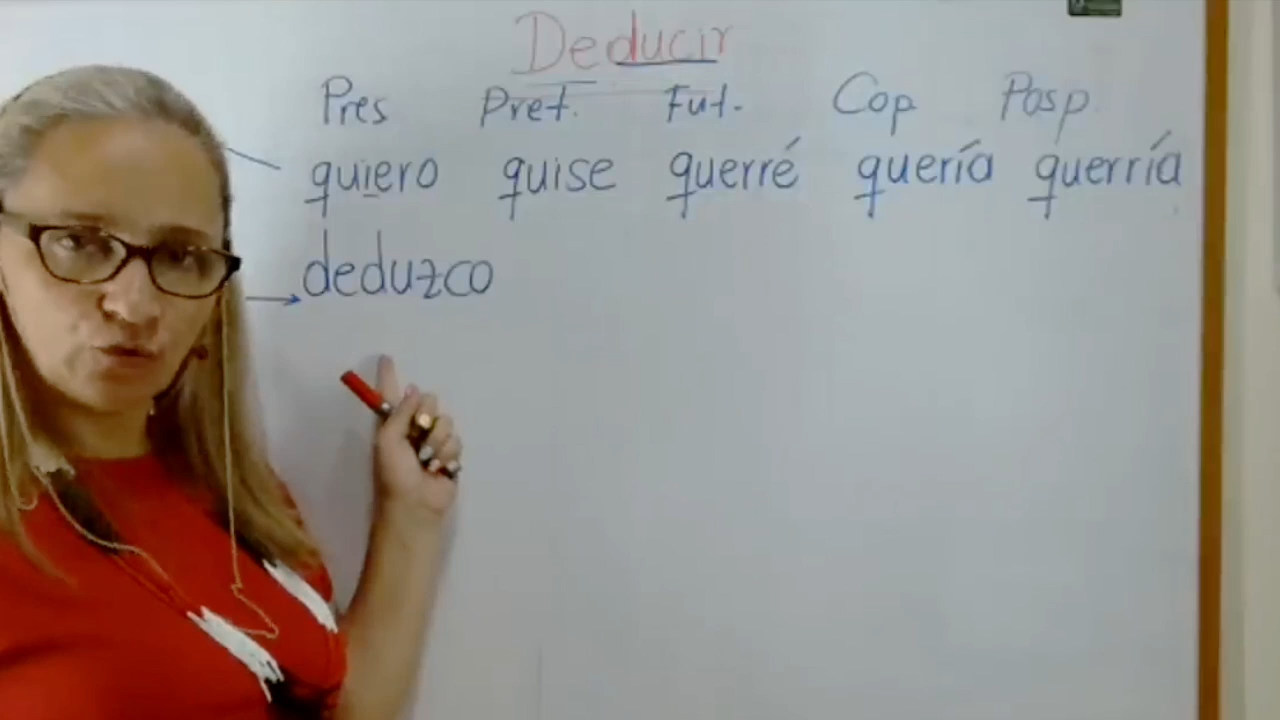 Deducir
Pres Pret. Fut. Cop Posp.
quiero quise querré quería querría
deduzco